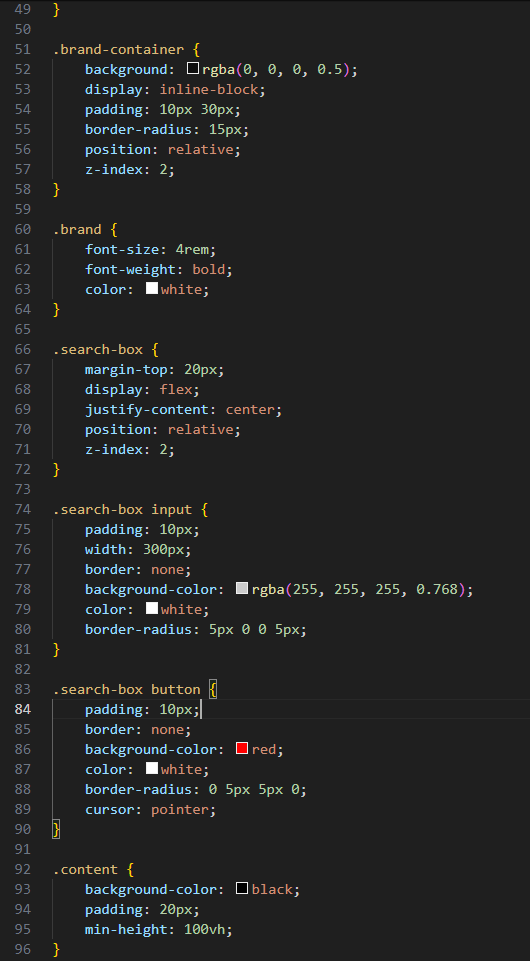 49 }
50
51 .brand-container {
52     background: rgba(0, 0, 0, 0.5);
53     display: inline-block;
54     padding: 10px 30px;
55     border-radius: 15px;
56     position: relative;
57     z-index: 2;
58 }
59
60 .brand {
61     font-size: 4rem;
62     font-weight: bold;
63     color: white;
64 }
65
66 .search-box {
67     margin-top: 20px;
68     display: flex;
69     justify-content: center;
70     position: relative;
71     z-index: 2;
72 }
73
74 .search-box input {
75     padding: 10px;
76     width: 300px;
77     border: none;
78     background-color: rgba(255, 255, 255, 0.768);
79     color: white;
80     border-radius: 5px 0 0 5px;
81 }
82
83 .search-box button {
84     padding: 10px;
85     border: none;
86     background-color: red;
87     color: white;
88     border-radius: 0 5px 5px 0;
89     cursor: pointer;
90 }
91
92 .content {
93     background-color: black;
94     padding: 20px;
95     min-height: 100vh;
96 }